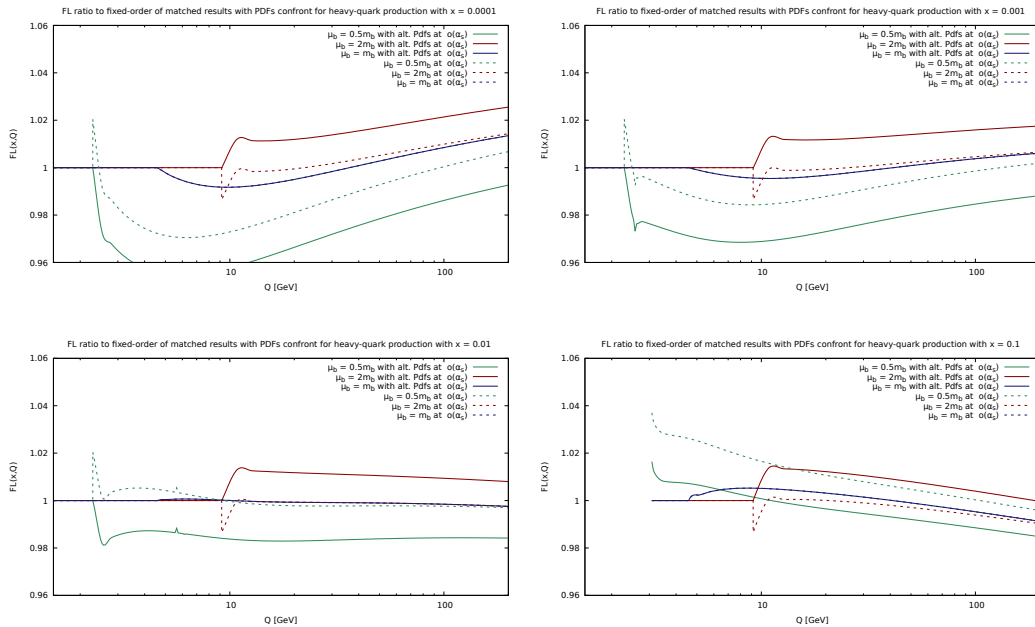 FL ratio to fixed-order of matched results with PDFs confront for heavy-quark production with x = 0.0001
1.06
1.04
1.02
1
0.98
0.96
10
100
FL(x,Q)
Q [GeV]
μb = 0.5mb with alt. Pdfs at o(αs)
μb = 2mb with alt. Pdfs at o(αs)
μb = mb with alt. Pdfs at o(αs)
μb = 0.5mb at o(αs)
μb = 2mb at o(αs)
μb = mb at o(αs)
FL ratio to fixed-order of matched results with PDFs confront for heavy-quark production with x = 0.001
1.06
1.04
1.02
1
0.98
0.96
10
100
FL(x,Q)
Q [GeV]
μb = 0.5mb with alt. Pdfs at o(αs)
μb = 2mb with alt. Pdfs at o(αs)
μb = mb with alt. Pdfs at o(αs)
μb = 0.5mb at o(αs)
μb = 2mb at o(αs)
μb = mb at o(αs)
FL ratio to fixed-order of matched results with PDFs confront for heavy-quark production with x = 0.01
1.06
1.04
1.02
1
0.98
0.96
10
100
FL(x,Q)
Q [GeV]
μb = 0.5mb with alt. Pdfs at o(αs)
μb = 2mb with alt. Pdfs at o(αs)
μb = mb with alt. Pdfs at o(αs)
μb = 0.5mb at o(αs)
μb = 2mb at o(αs)
μb = mb at o(αs)
FL ratio to fixed-order of matched results with PDFs confront for heavy-quark production with x = 0.1
1.06
1.04
1.02
1
0.98
0.96
10
100
FL(x,Q)
Q [GeV]
μb = 0.5mb with alt. Pdfs at o(αs)
μb = 2mb with alt. Pdfs at o(αs)
μb = mb with alt. Pdfs at o(αs)
μb = 0.5mb at o(αs)
μb = 2mb at o(αs)
μb = mb at o(αs)